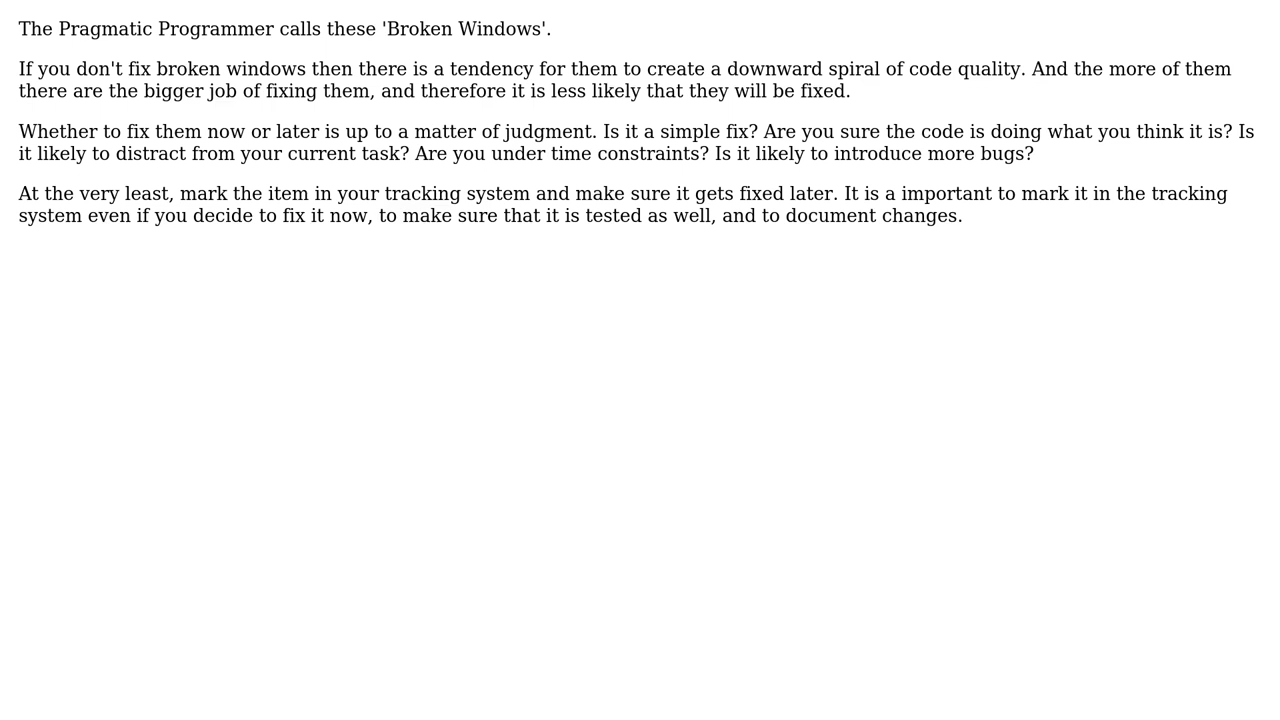 The Pragmatic Programmer calls these 'Broken Windows'.
If you don't fix broken windows then there is a tendency for them to create a downward spiral of code quality. And the more of them
there are the bigger job of fixing them, and therefore it is less likely that they will be fixed.
Whether to fix them now or later is up to a matter of judgment. Is it a simple fix? Are you sure the code is doing what you think it is? Is
it likely to distract from your current task? Are you under time constraints? Is it likely to introduce more bugs?
At the very least, mark the item in your tracking system and make sure it gets fixed later. It is a important to mark it in the tracking
system even if you decide to fix it now, to make sure that it is tested as well, and to document changes.